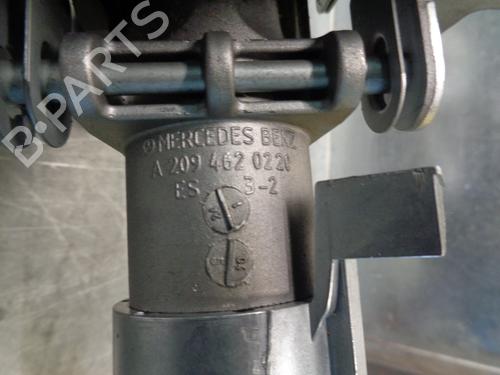 B-PARTS
MERCEDES BENZ
A 209 462 0220
ES 3-2